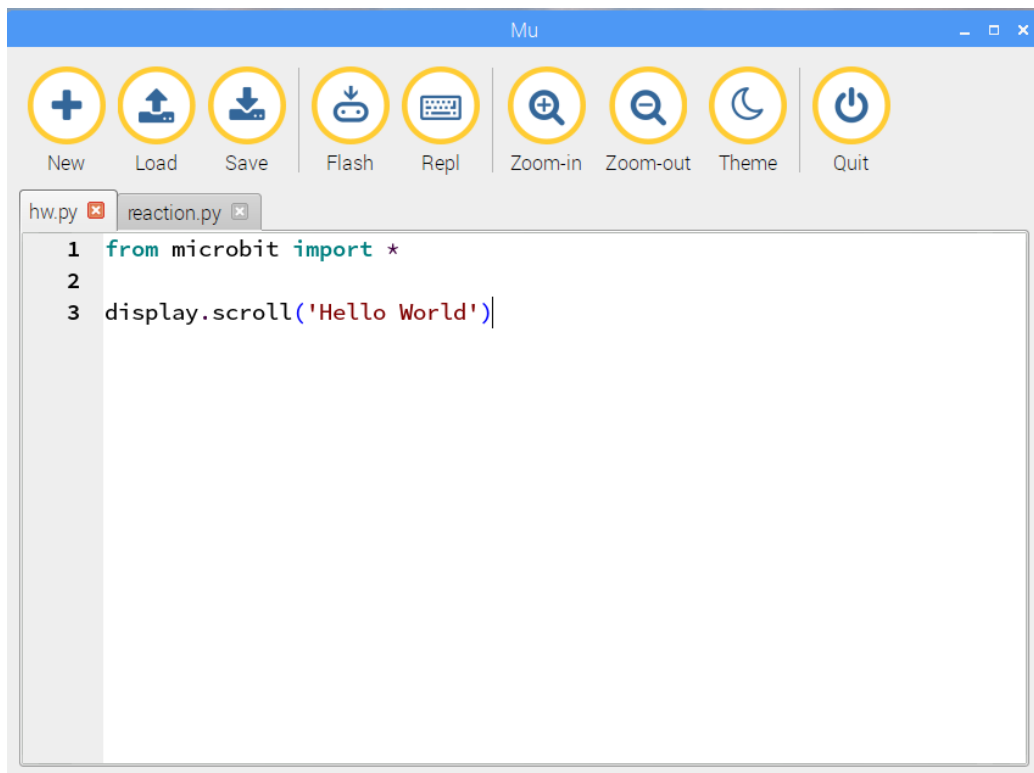 Mu
New Load Save Flash Repl Zoom-in Zoom-out Theme Quit
hw.py reaction.py
1 from microbit import *
2
3 display.scroll('Hello World')